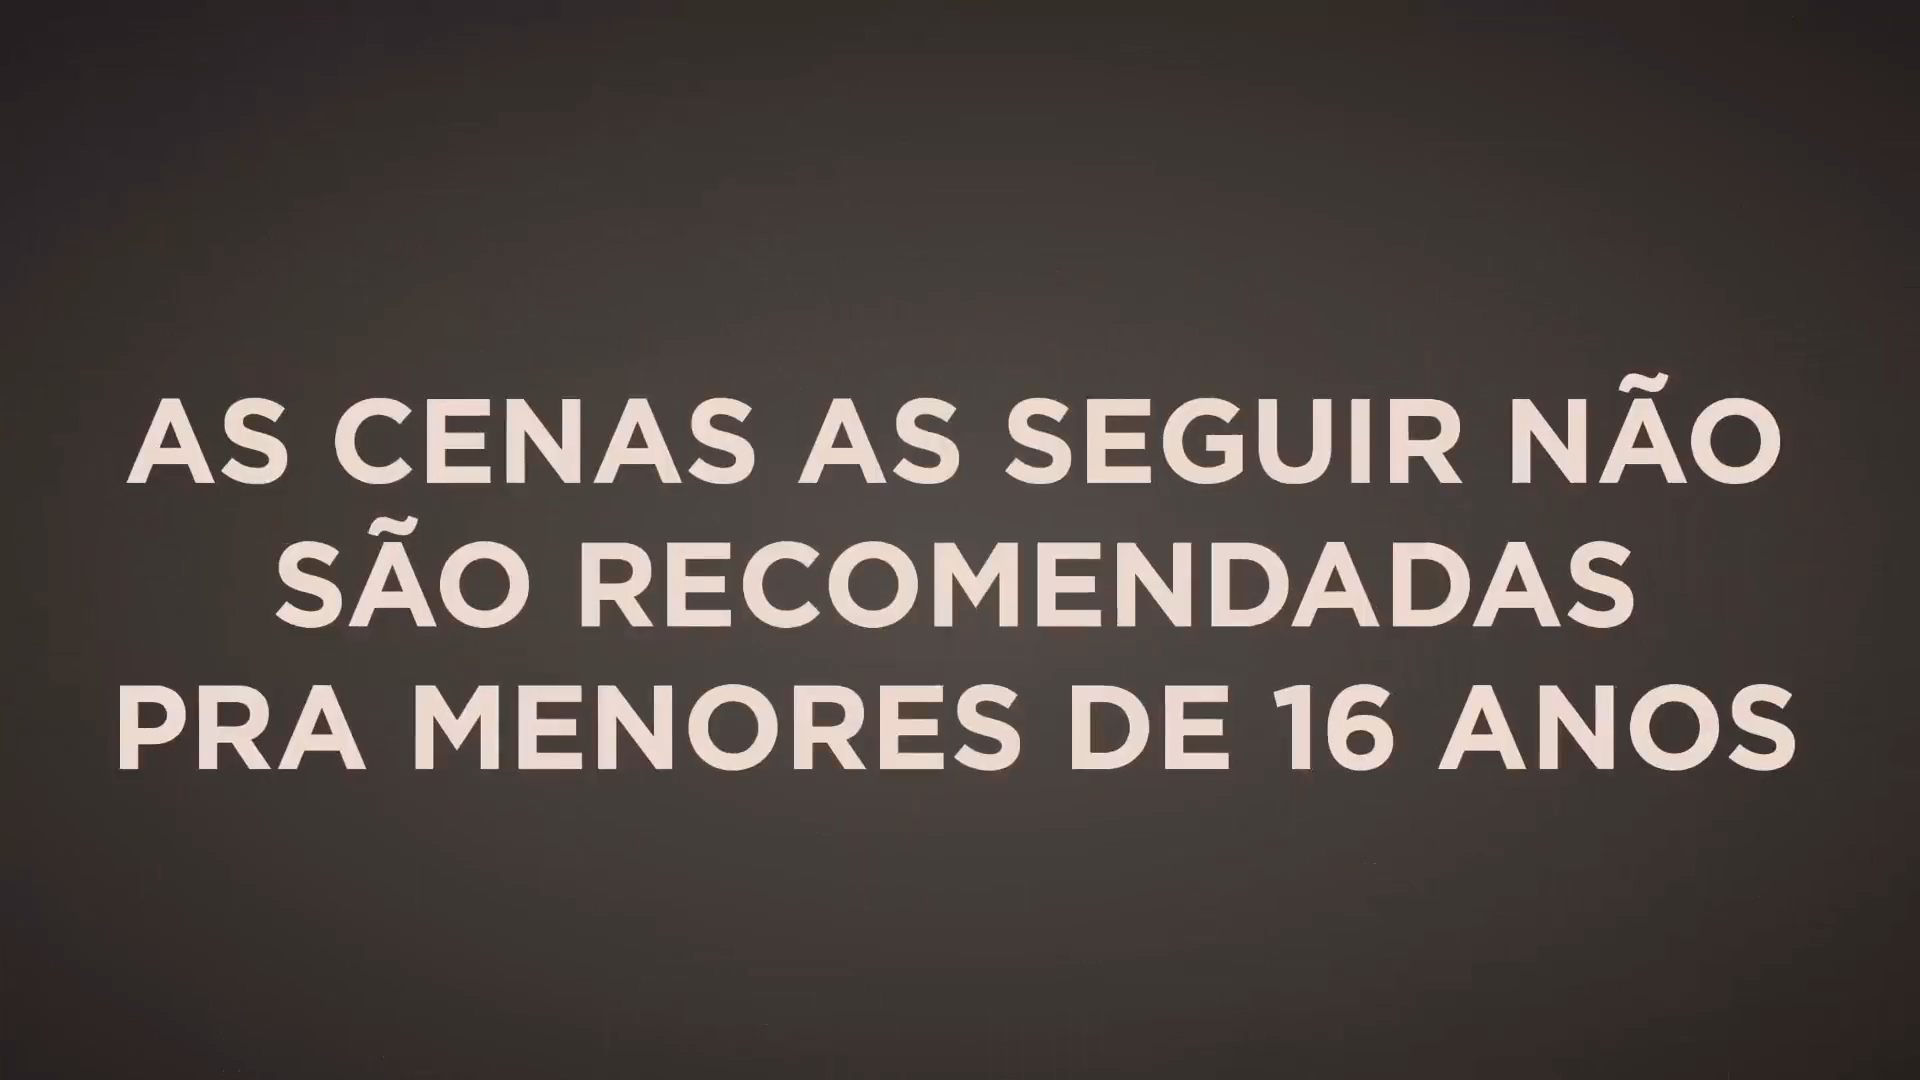 AS CENAS AS SEGUIR NÃO
SÃO RECOMENDADAS
PRA MENORES DE 16 ANOS